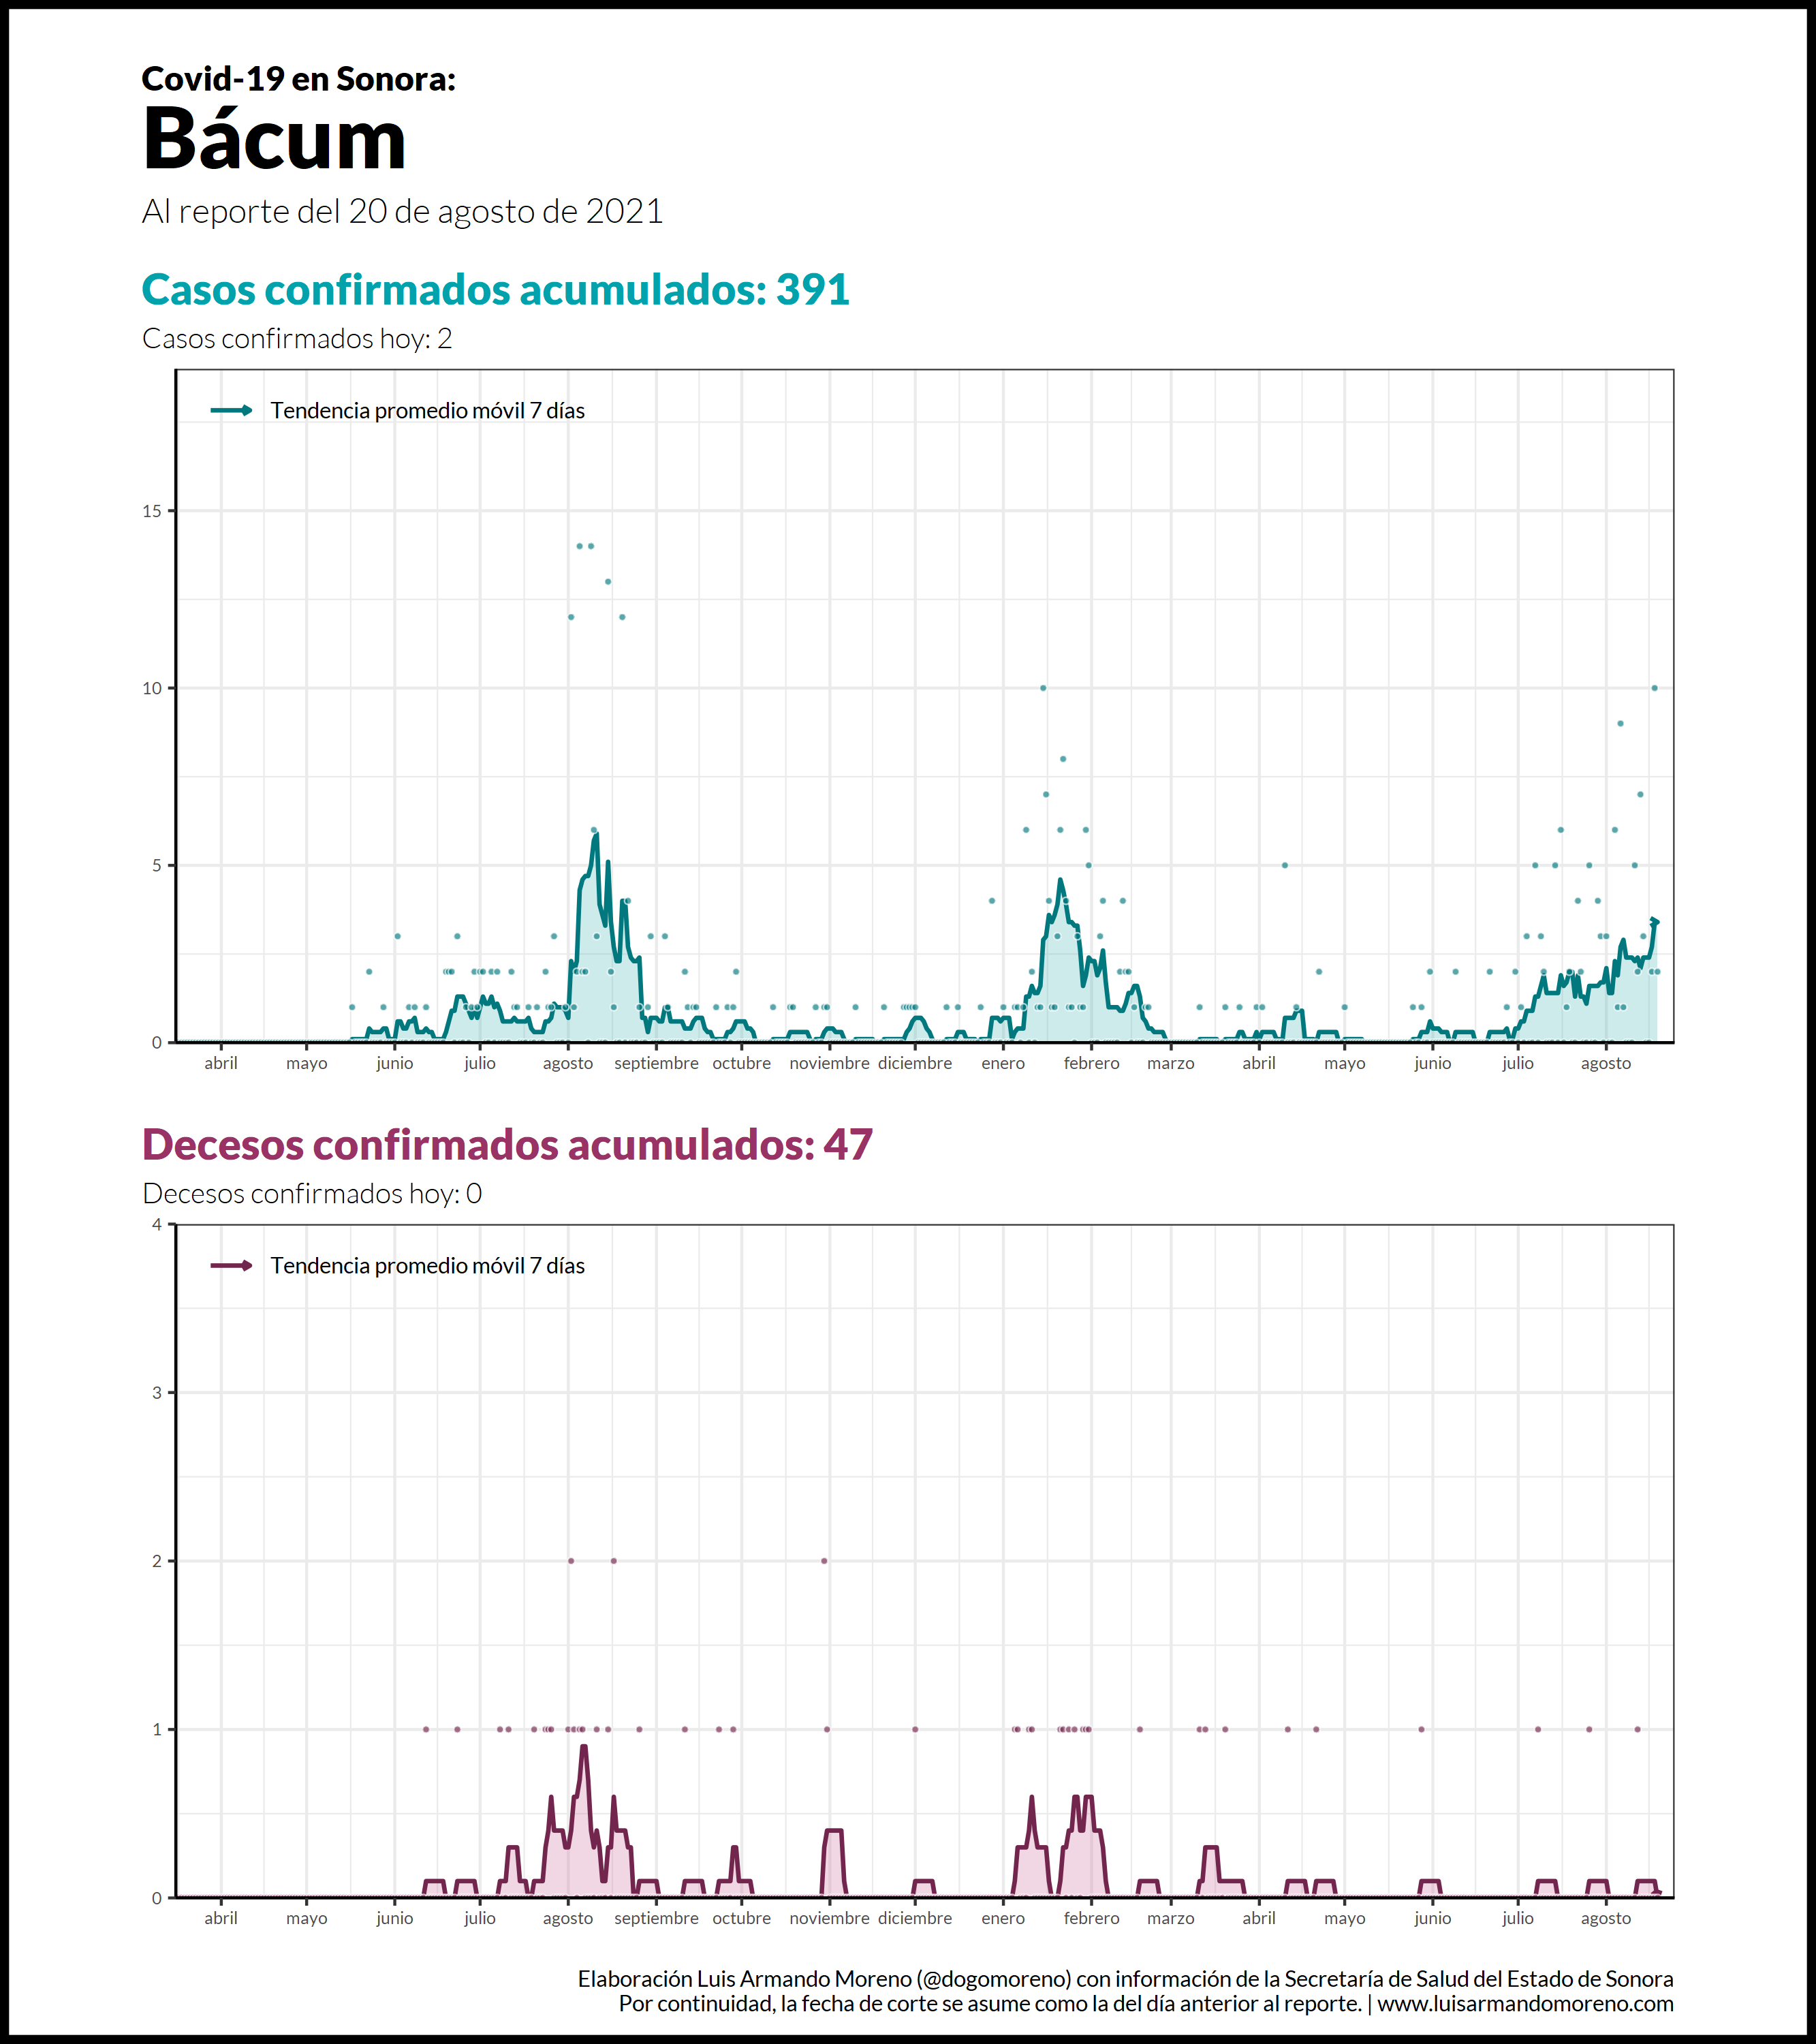 Covid-19 en Sonora:
Bácum
Al reporte del 20 de agosto de 2021
Casos confirmados acumulados: 391
Casos confirmados hoy: 2
Tendencia promedio móvil 7 días
15
10
5
0
abril mayo junio julio agosto septiembre octubre noviembre diciembre enero febrero marzo abril mayo junio julio agosto
Decesos confirmados acumulados: 47
Decesos confirmados hoy: 0
4
Tendencia promedio móvil 7 días
3
2
1
0
abril mayo junio julio agosto septiembre octubre noviembre diciembre enero febrero marzo abril mayo junio julio agosto
Elaboración Luis Armando Moreno (@dogomoreno) con información de la Secretaría de Salud del Estado de Sonora
Por continuidad, la fecha de corte se asume como la del día anterior al reporte. | www.luisarmandomoreno.com